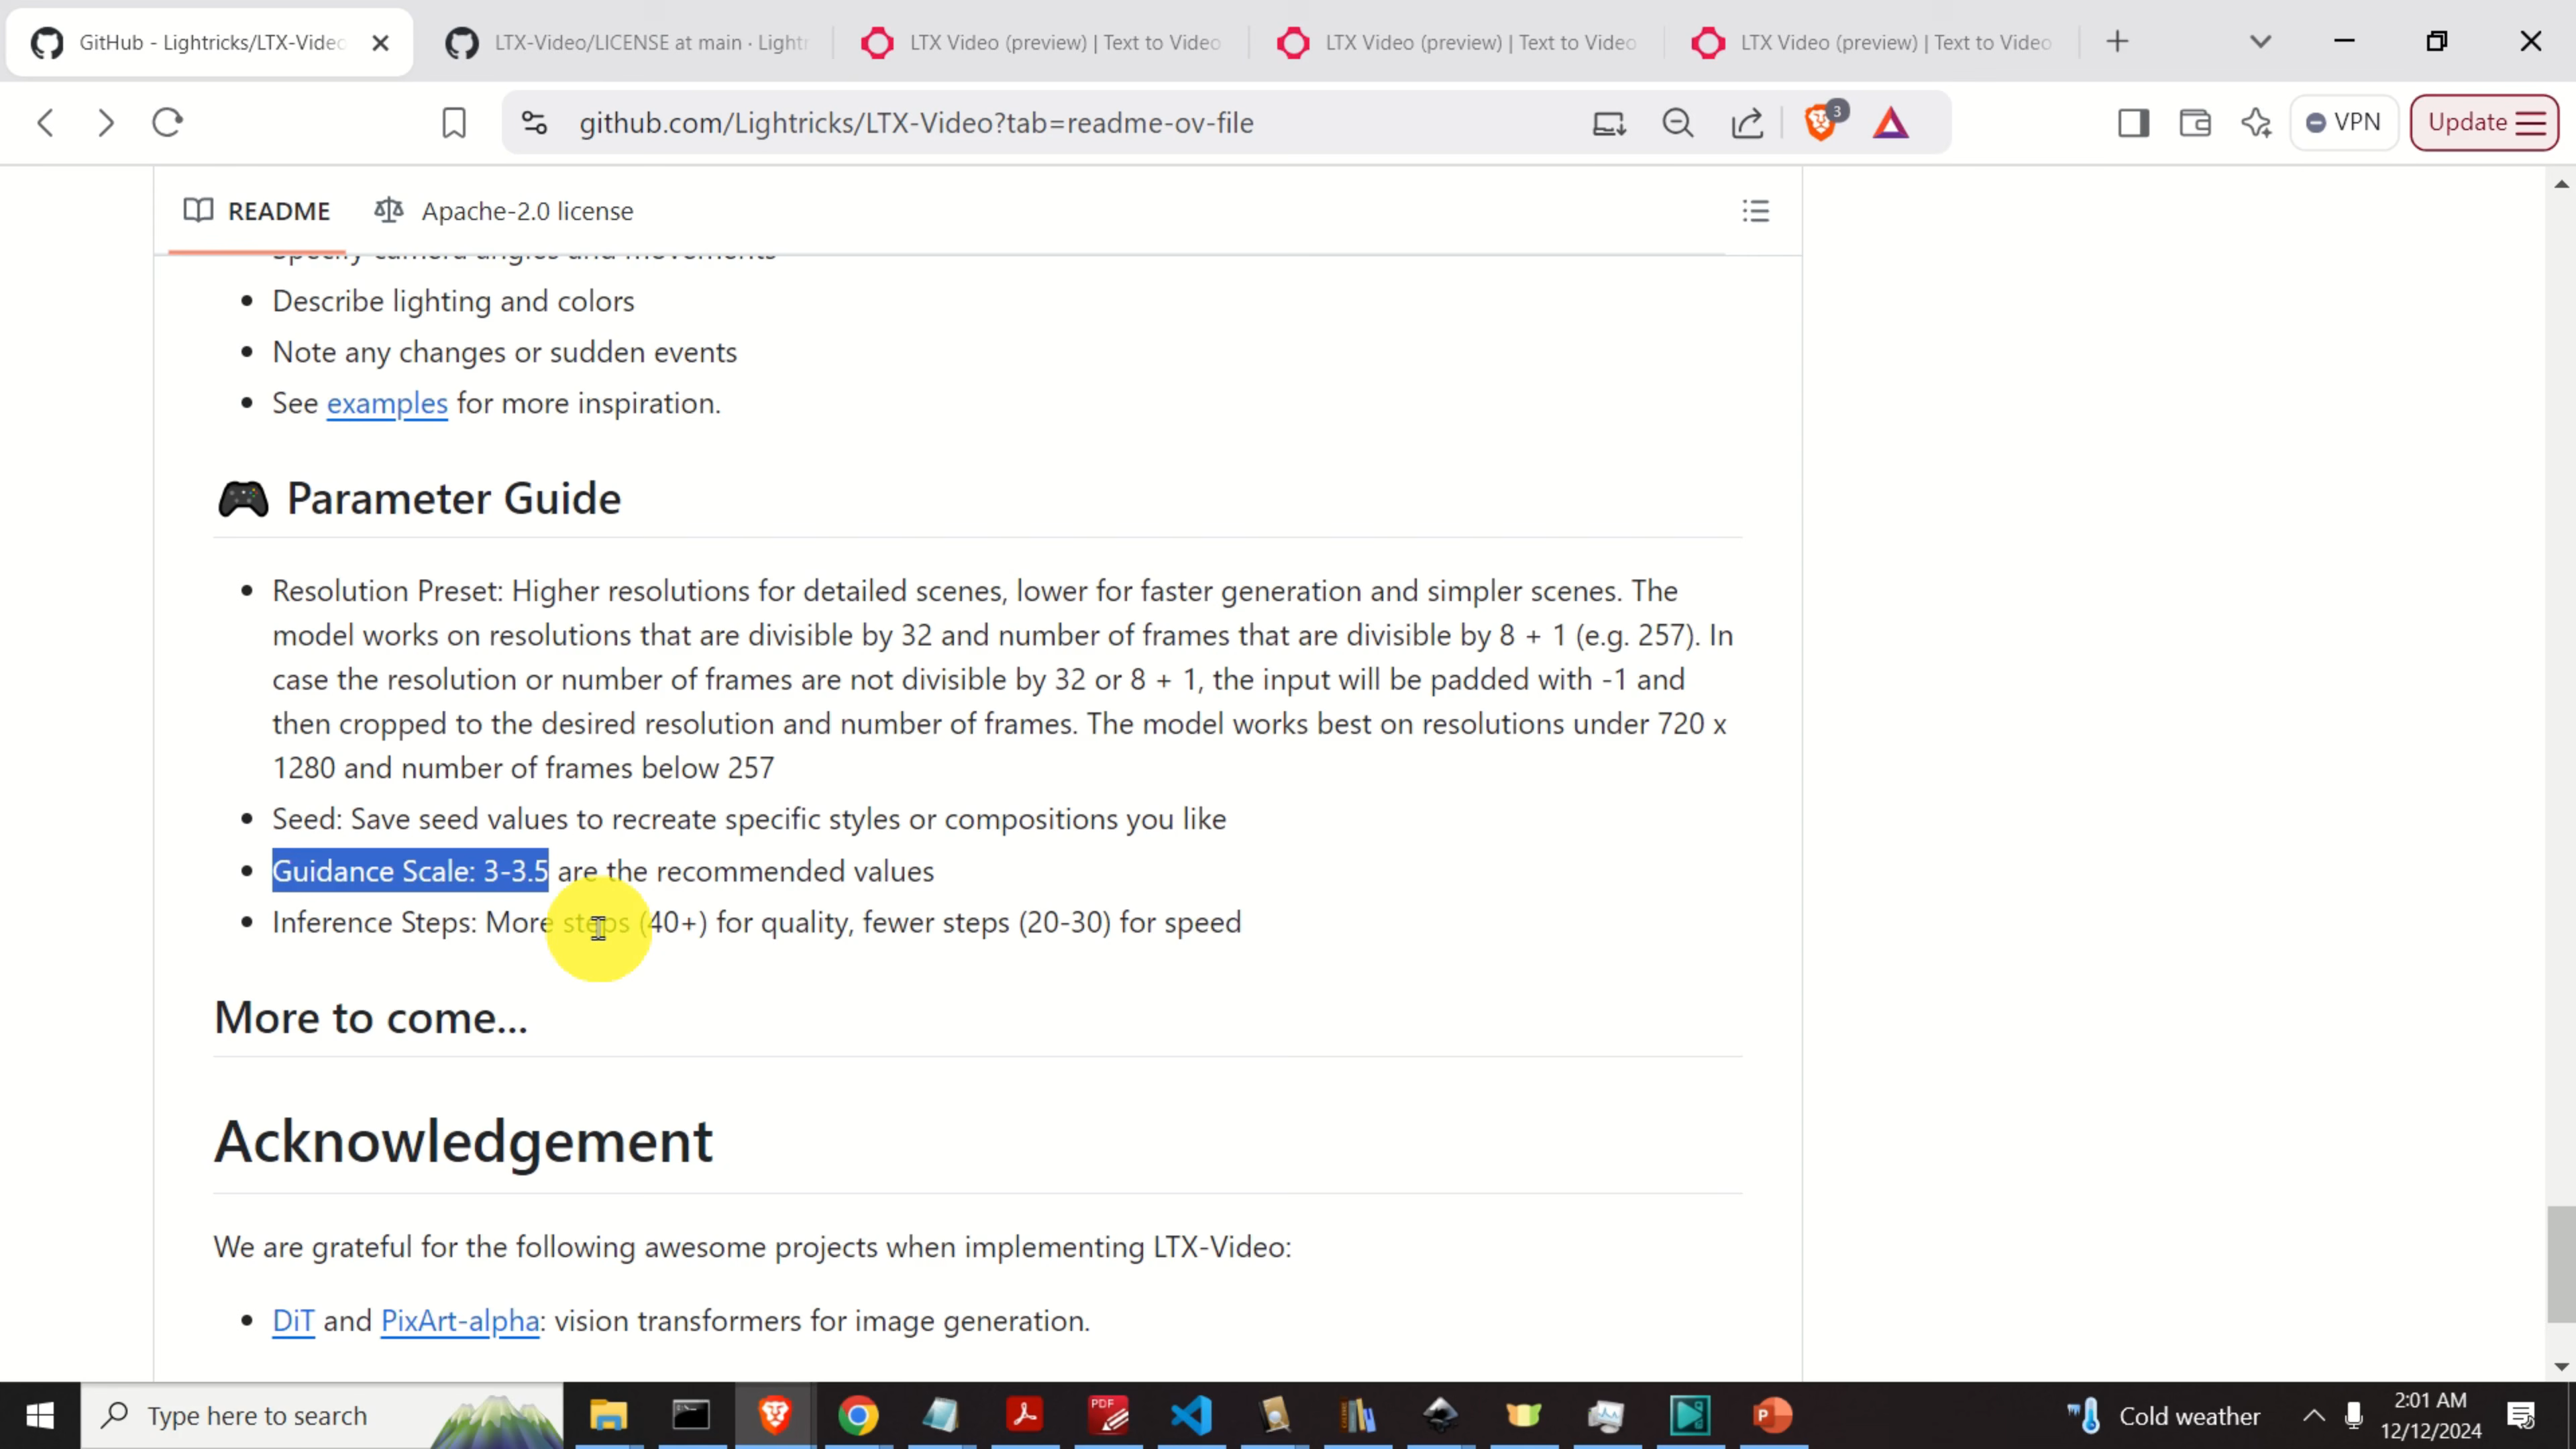 GitHub - Lightricks/LTX-Video
LTX-Video/LICENSE at main · Lightr
LTX Video (preview) | Text to Video
LTX Video (preview) | Text to Video
LTX Video (preview) | Text to Video
github.com/Lightricks/LTX-Video?tab=readme-ov-file
3
VPN
Update
README
Apache-2.0 license
Specify camera angles and movements
• Describe lighting and colors
• Note any changes or sudden events
• See examples for more inspiration.
🎮 Parameter Guide
• Resolution Preset: Higher resolutions for detailed scenes, lower for faster generation and simpler scenes. The
model works on resolutions that are divisible by 32 and number of frames that are divisible by 8 + 1 (e.g. 257). In
case the resolution or number of frames are not divisible by 32 or 8 + 1, the input will be padded with -1 and
then cropped to the desired resolution and number of frames. The model works best on resolutions under 720 x
1280 and number of frames below 257
• Seed: Save seed values to recreate specific styles or compositions you like
• Guidance Scale: 3-3.5 are the recommended values
• Inference Steps: More steps (40+) for quality, fewer steps (20-30) for speed
More to come...
Acknowledgement
We are grateful for the following awesome projects when implementing LTX-Video:
• DiT and PixArt-alpha: vision transformers for image generation.
Type here to search
PDF
P
Cold weather
2:01 AM
12/12/2024